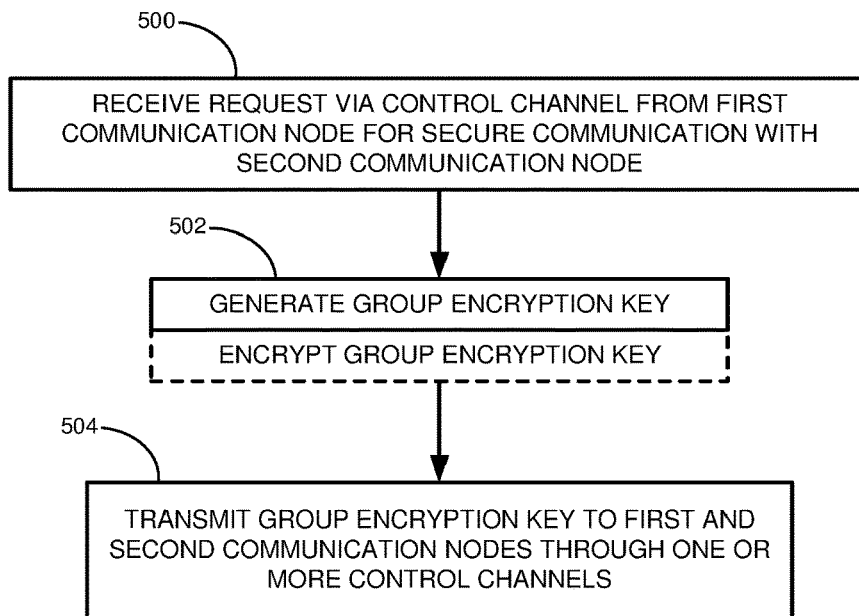 500
RECEIVE REQUEST VIA CONTROL CHANNEL FROM FIRST
COMMUNICATION NODE FOR SECURE COMMUNICATION WITH
SECOND COMMUNICATION NODE
502
GENERATE GROUP ENCRYPTION KEY
ENCRYPT GROUP ENCRYPTION KEY
504
TRANSMIT GROUP ENCRYPTION KEY TO FIRST AND
SECOND COMMUNICATION NODES THROUGH ONE OR
MORE CONTROL CHANNELS